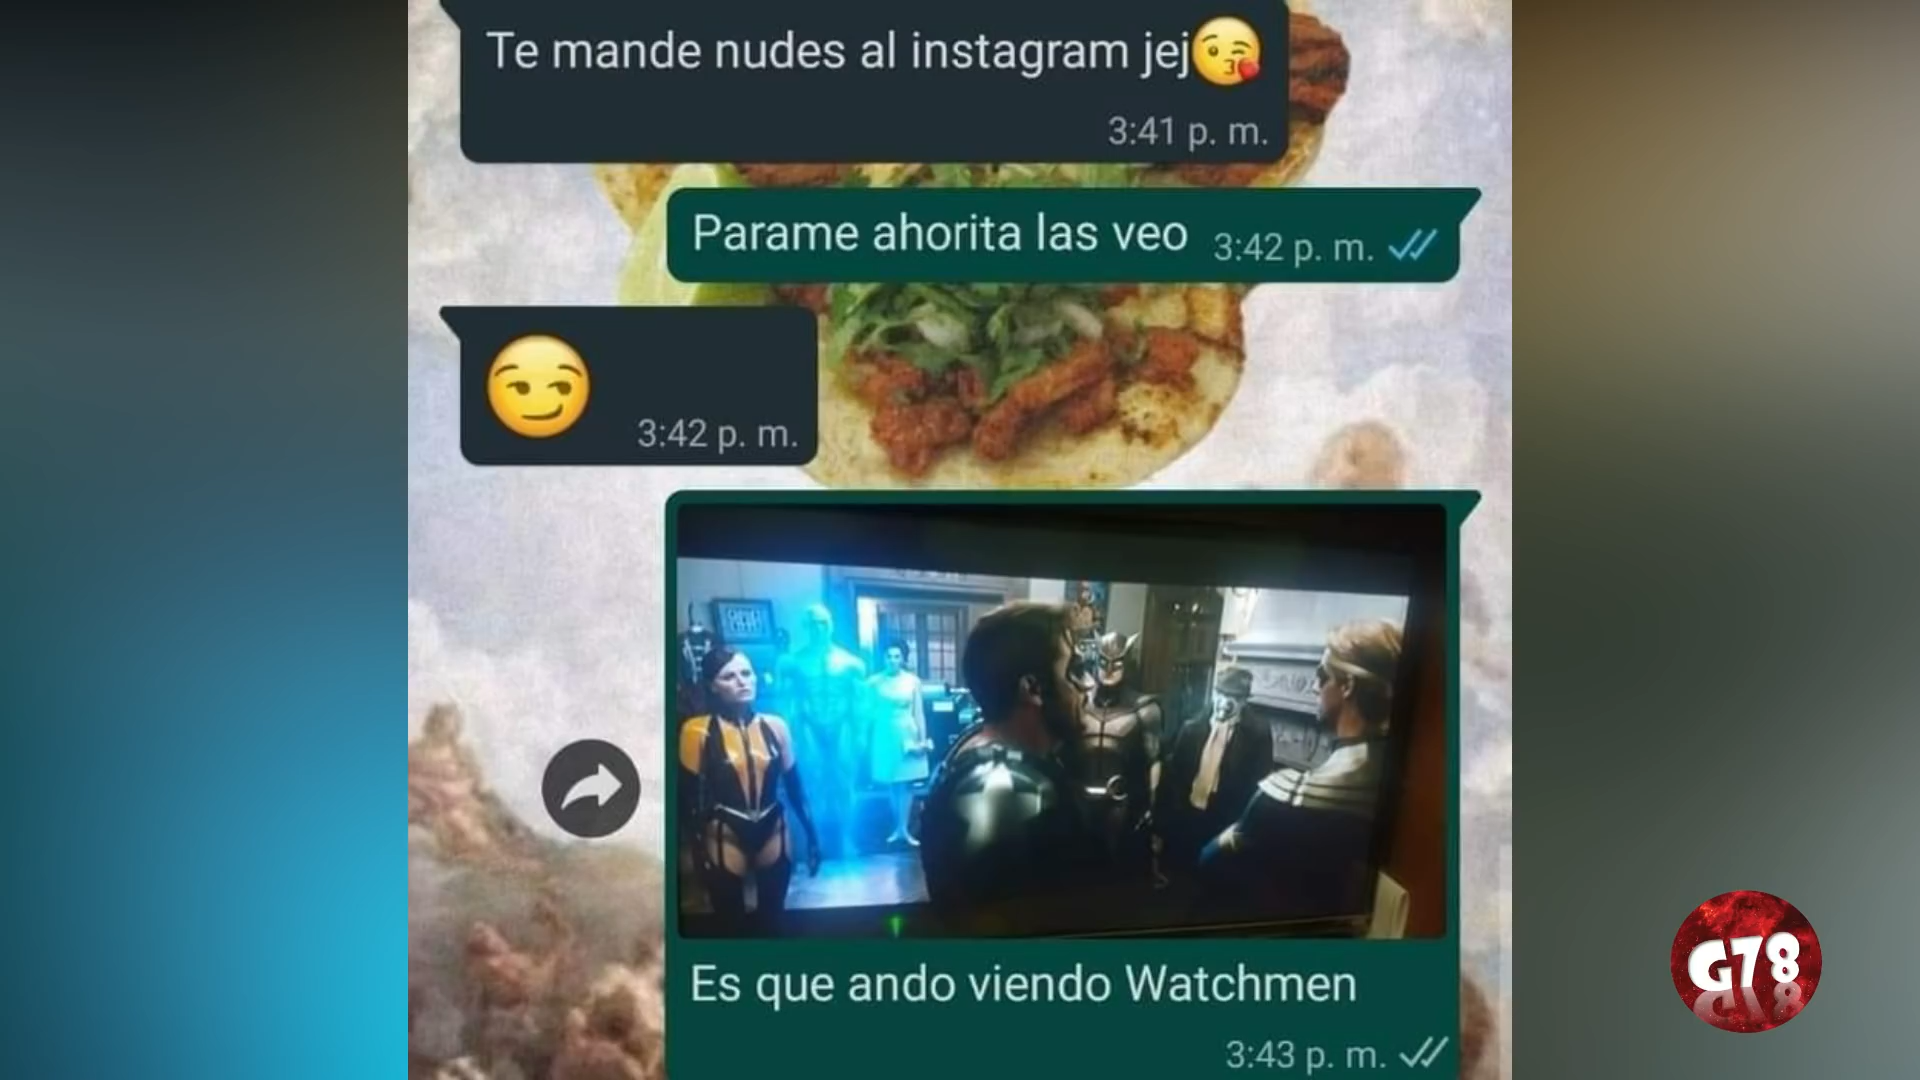 Te mande nudes al instagram jej😘
3:41 p. m.
Parame ahorita las veo 3:42 p. m.
😏
3:42 p. m.
Es que ando viendo Watchmen
3:43 p. m.
G78